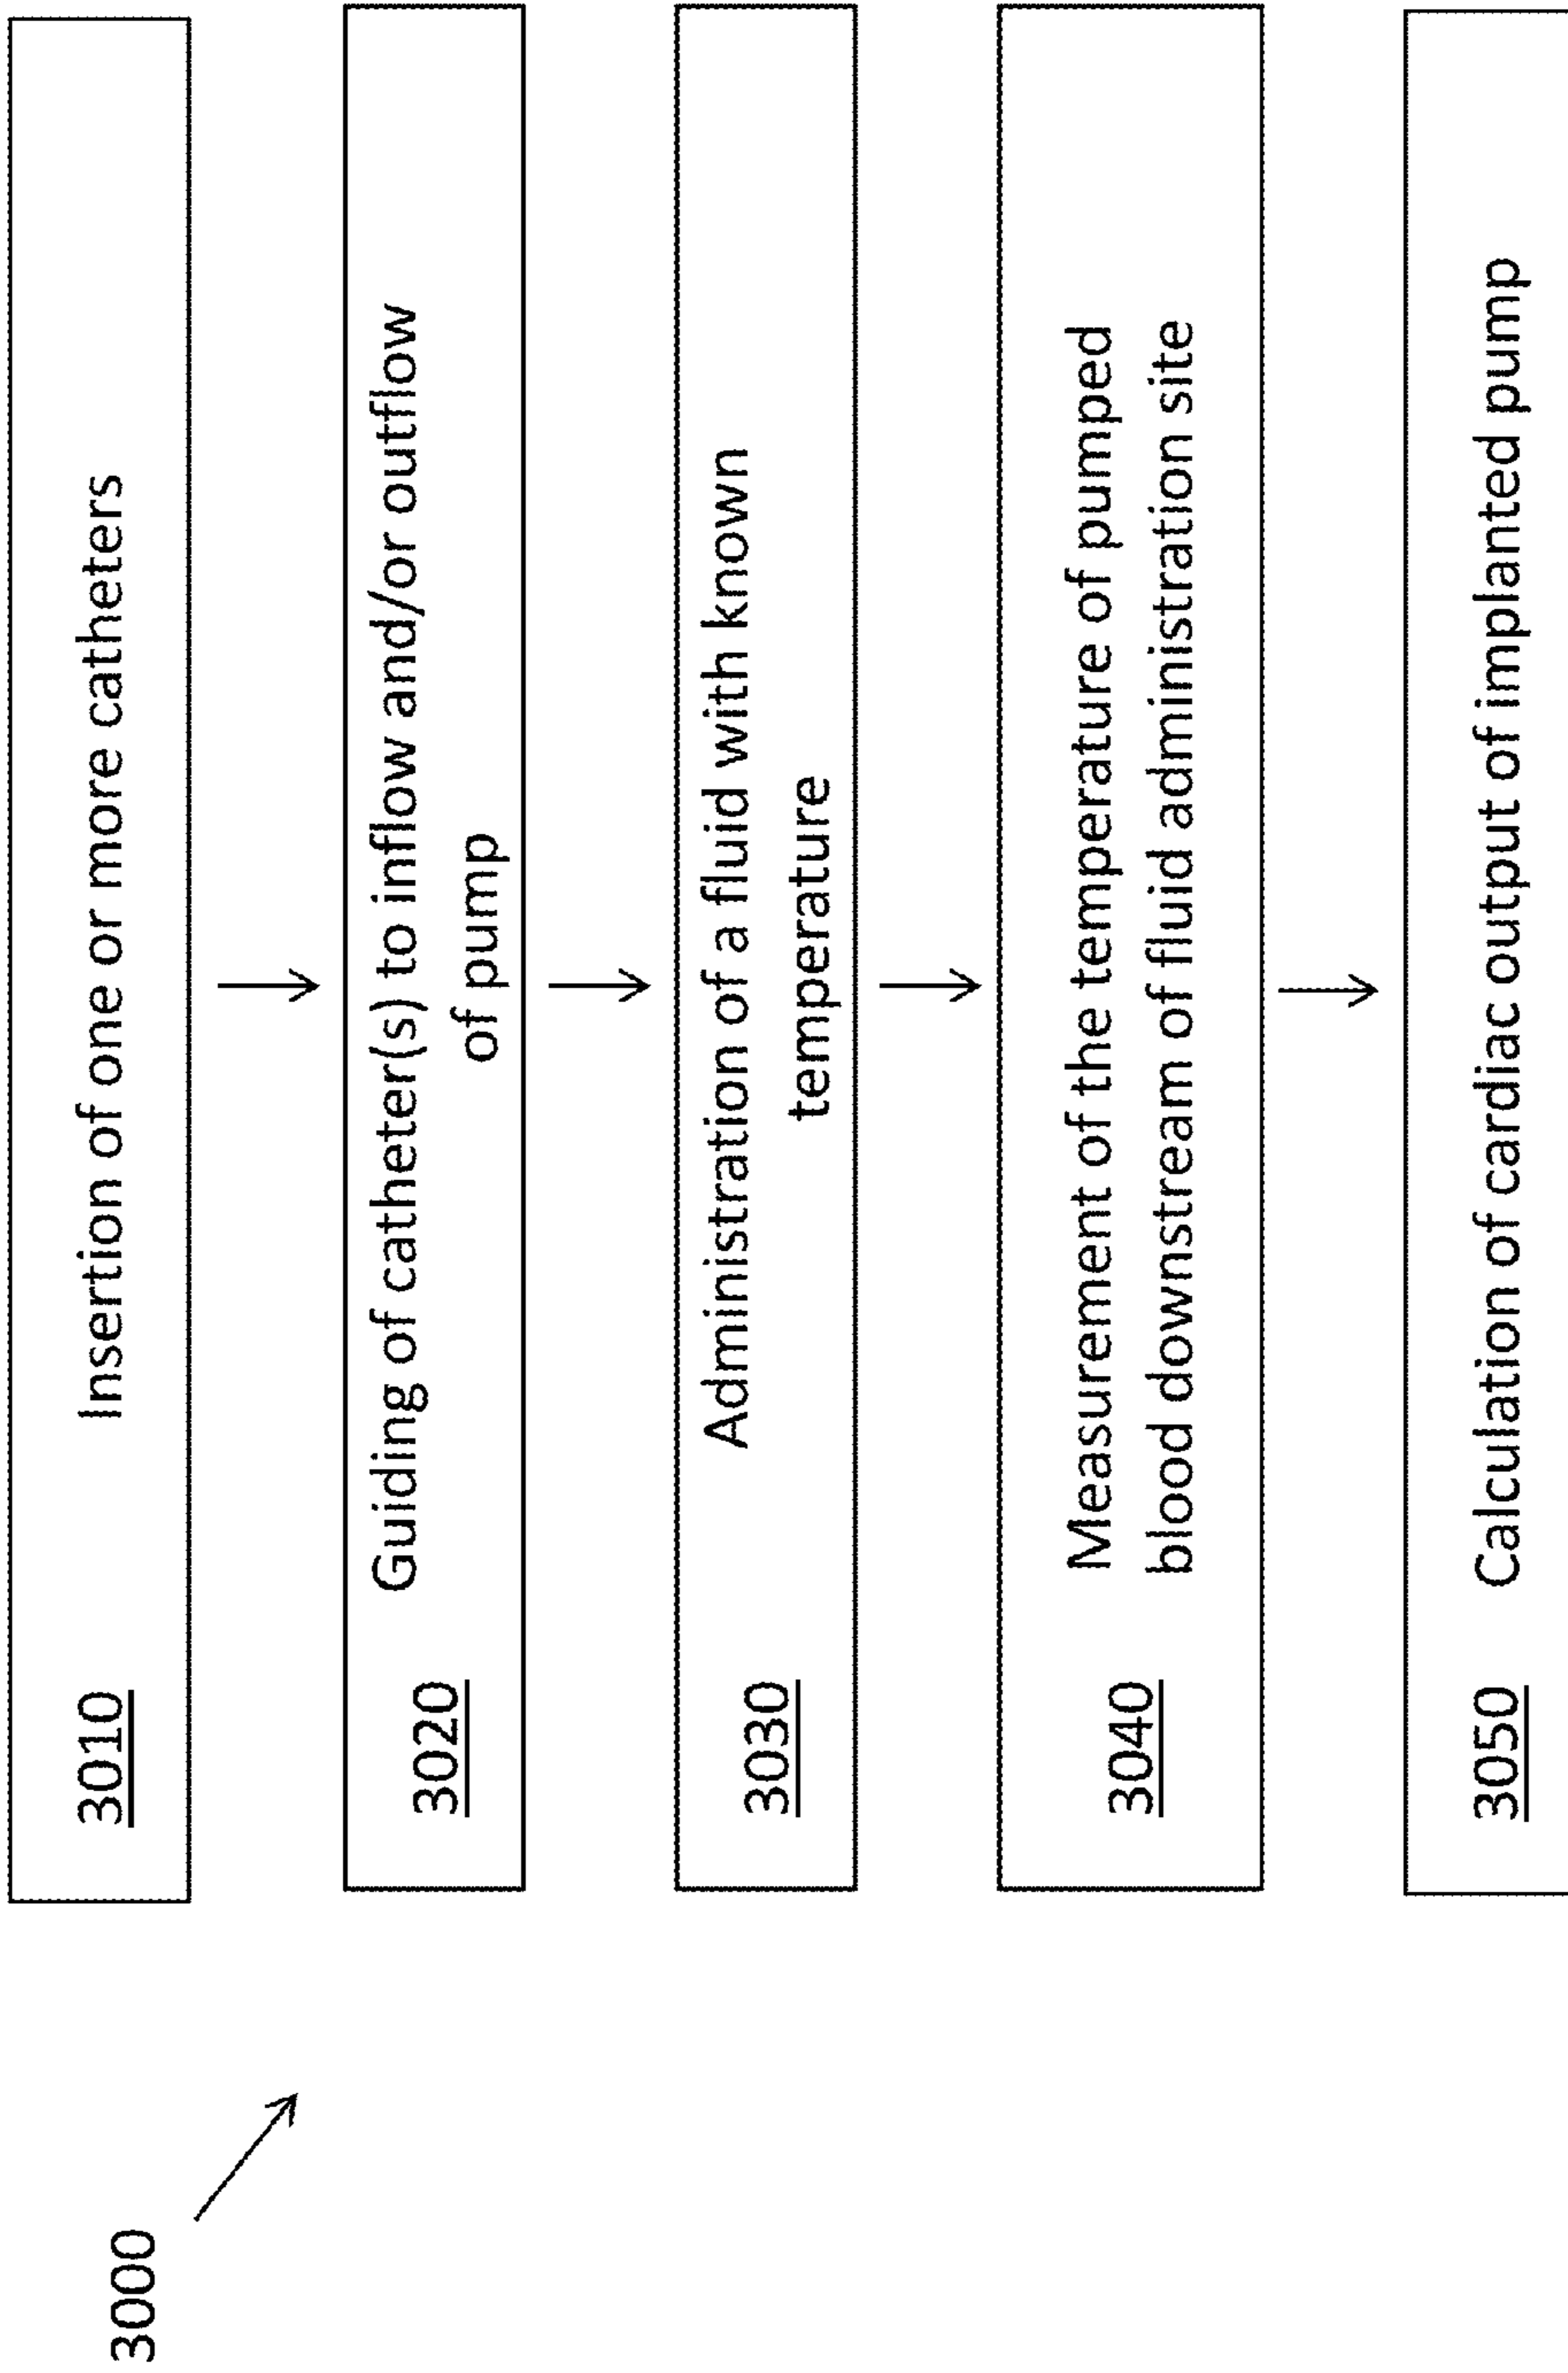 3000
3010
Insertion of one or more catheters
3020
Guiding of catheter(s) to inflow and/or outflow
of pump
3030
Administration of a fluid with known
temperature
3040
Measurement of the temperature of pumped
blood downstream of fluid administration site
3050
Calculation of cardiac output of implanted pump